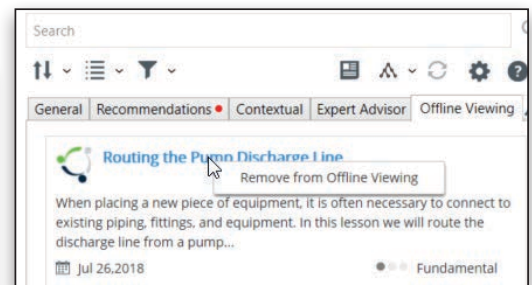 Search
General Recommendations Contextual Expert Advisor Offline Viewing
Routing the Pump Discharge Line
Remove from Offline Viewing
When placing a new piece of equipment, it is often necessary to connect to
existing piping, fittings, and equipment. In this lesson we will route the
discharge line from a pump...
Jul 26,2018
Fundamental